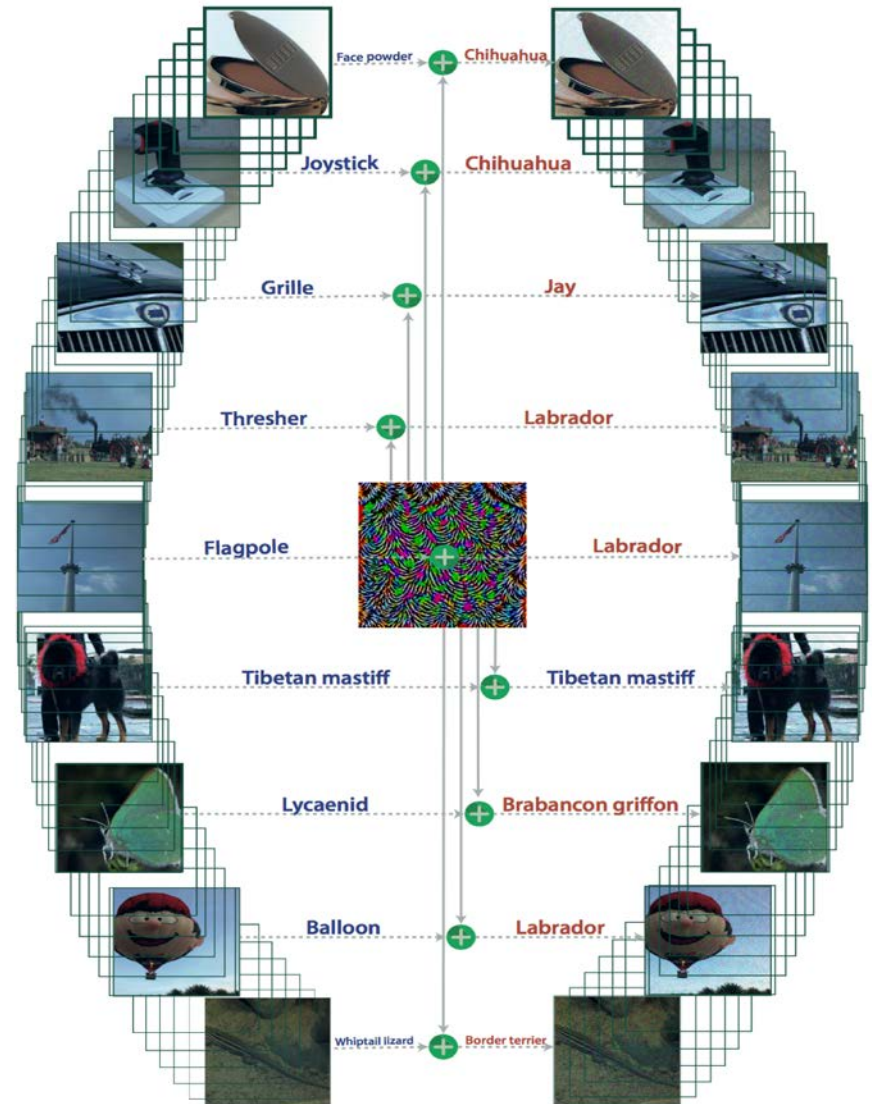 Face powder
Chihuahua
Joystick
Chihuahua
Grille
Jay
Thresher
Labrador
Flagpole
Labrador
Tibetan mastiff
Tibetan mastiff
Lycaenid
Brabancon griffon
Balloon
Labrador
Whiptail lizard
Border terrier